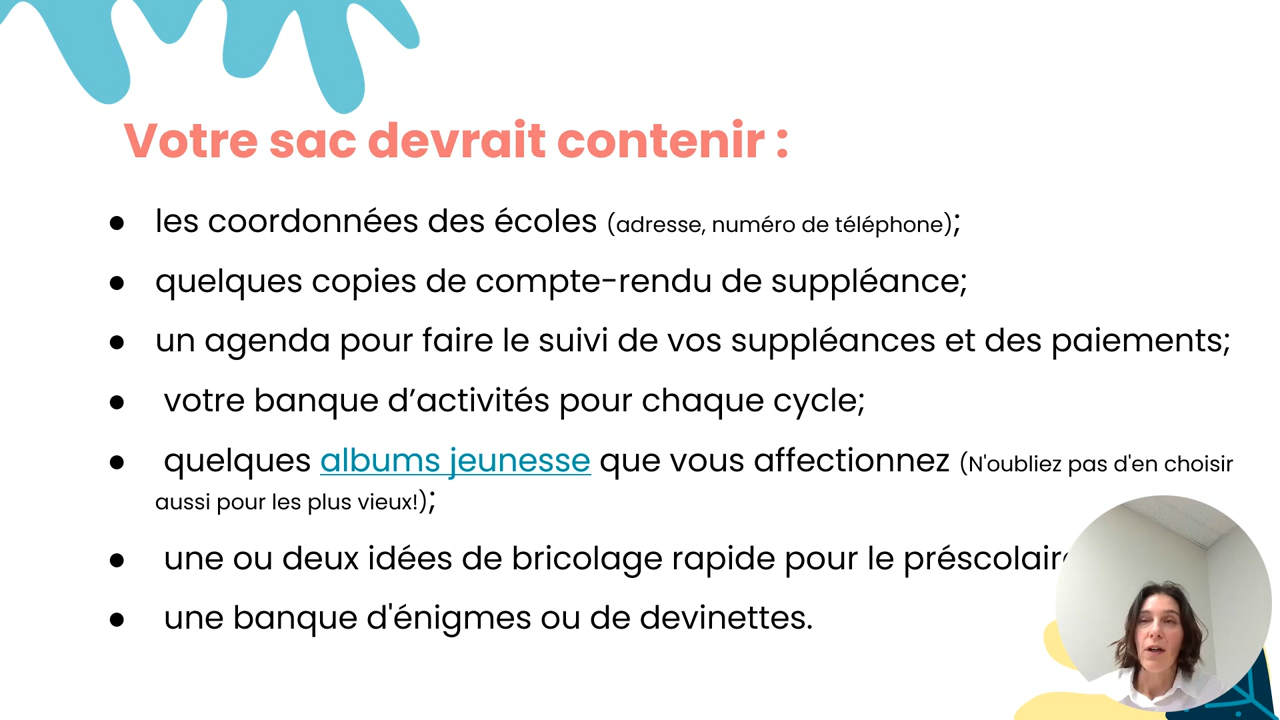 Votre sac devrait contenir :
● les coordonnées des écoles (adresse, numéro de téléphone);
● quelques copies de compte-rendu de suppléance;
● un agenda pour faire le suivi de vos suppléances et des paiements;
● votre banque d’activités pour chaque cycle;
● quelques albums jeunesse que vous affectionnez (N'oubliez pas d'en choisir
aussi pour les plus vieux!);
● une ou deux idées de bricolage rapide pour le
● une banque d'énigmes ou de devinettes.